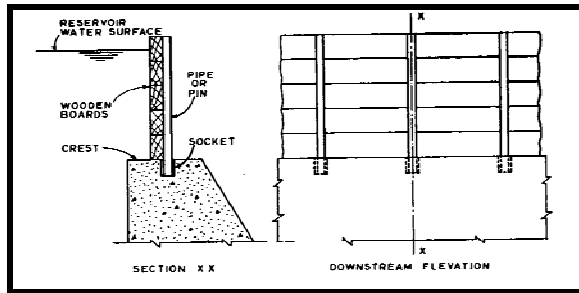 RESERVOIR
WATER SURFACE
WOODEN
BOARDS
CREST
PIPE
OR
PIN
SOCKET
SECTION XX
X
X
DOWNSTREAM ELEVATION